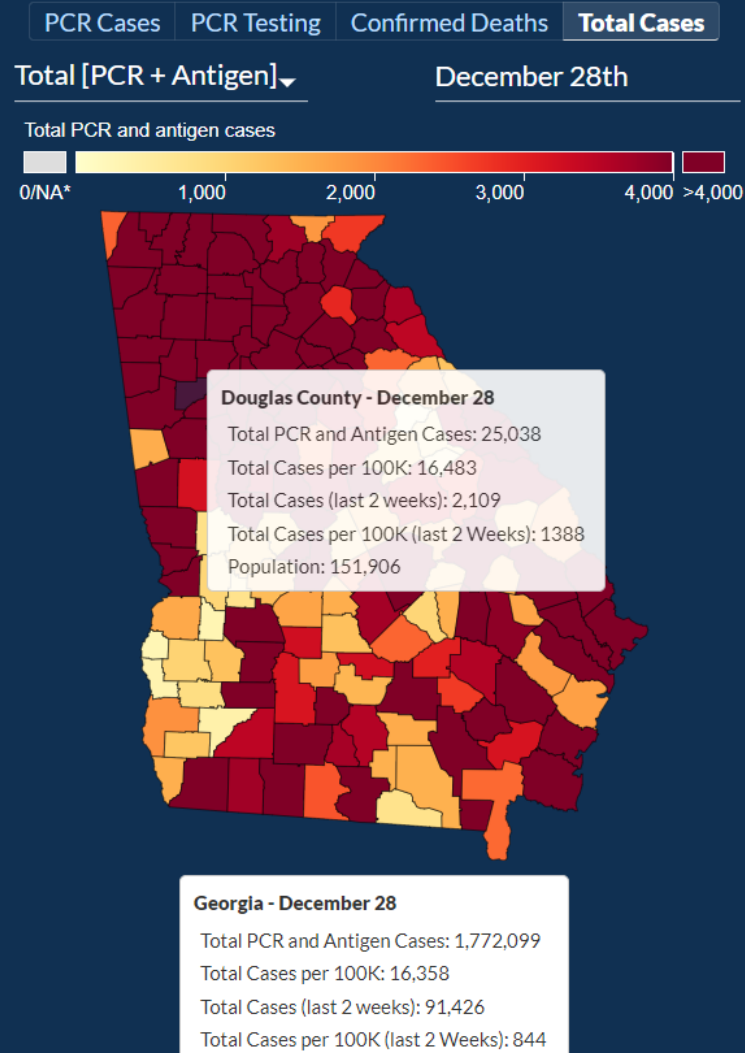 PCR Cases PCR Testing Confirmed Deaths Total Cases
Total [PCR + Antigen] December 28th
Total PCR and antigen cases
0/NA* 1,000 2,000 3,000 4,000 >4,000
Douglas County - December 28
Total PCR and Antigen Cases: 25,038
Total Cases per 100K: 16,483
Total Cases (last 2 weeks): 2,109
Total Cases per 100K (last 2 Weeks): 1388
Population: 151,906
Georgia - December 28
Total PCR and Antigen Cases: 1,772,099
Total Cases per 100K: 16,358
Total Cases (last 2 weeks): 91,426
Total Cases per 100K (last 2 Weeks): 844